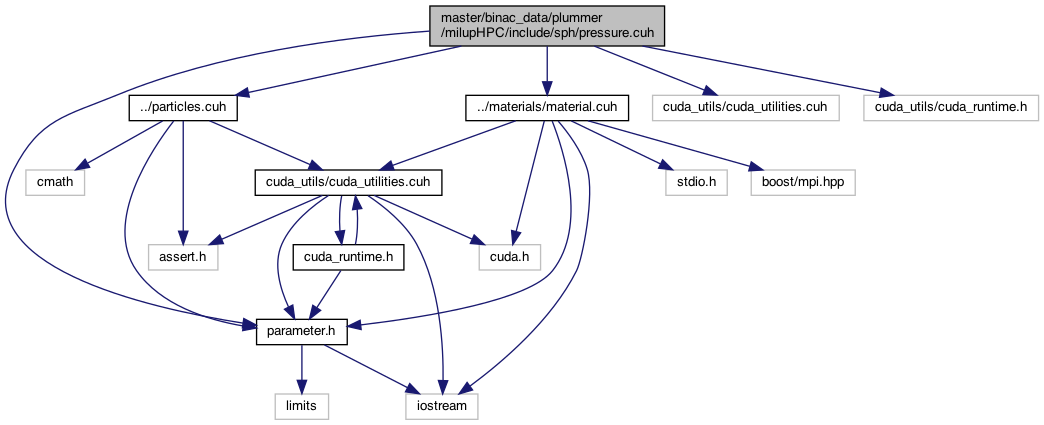 master/binac_data/plummer
/milupHPC/include/sph/pressure.cuh
../particles.cuh
../materials/material.cuh
cuda_utils/cuda_utilities.cuh
cuda_utils/cuda_runtime.h
cmath
cuda_utils/cuda_utilities.cuh
stdio.h
boost/mpi.hpp
assert.h
cuda_runtime.h
cuda.h
parameter.h
limits
iostream